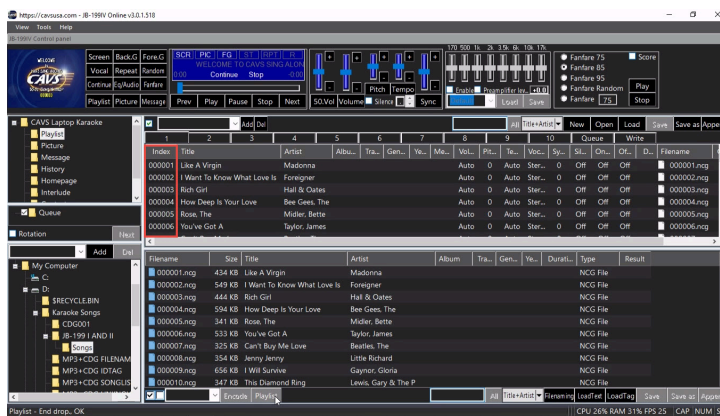 https://cavsusa.com - JB-199IV Online v3.0.1.518
View Tools Help
JB-199IV Control panel
WELCOME
CAVS
Screen Back.G Fore.G
Vocal Repeat Random
Continue Eq/Audio Fanfare
Playlist Picture Message
SCR PIC FG ST RPT R
WELCOME TO CAVS SING ALON
0:00 Continue Stop -0:00
Prev Play Pause Stop Next
Pitch Tempo
SO.Vol Volume Silence Sync
170 500 1k 2k 3.5k 6k 10k 17k
Enable Preamplifier lev.. +0.0
Load Save
Fanfare 75 Score
Fanfare 85
Fanfare 95
Fanfare Random Play
Fanfare 75 Stop
CAVS Laptop Karaoke
Playlist
Picture
Message
History
Homepage
Interlude
Queue
Rotation Next
Add Del
My Computer
C:
D:
$RECYCLE.BIN
Karaoke Songs
CDG001
JB-199 I AND II
Songs
MP3+CDG FILENAM
MP3+CDG IDTAG
MP3+CDG SONGLIS
Add Del All Title+Artist New Open Load Save Save as Appe
1 2 3 4 5 6 7 8 9 10 Queue Write
Index Title Artist Albu... Tra... Gen... Ye... Me... Vol... Pit... Te... Voc... Sy... Sil... On... Of... D... Filename
000001 Like A Virgin Madonna Auto 0 Auto Ster... 0 Off Off Off 000001.ncg
000002 I Want To Know What Love Is Foreigner Auto 0 Auto Ster... 0 Off Off Off 000002.ncg
000003 Rich Girl Hall & Oates Auto 0 Auto Ster... 0 Off Off Off 000003.ncg
000004 How Deep Is Your Love Bee Gees, The Auto 0 Auto Ster... 0 Off Off Off 000004.ncg
000005 Rose, The Midler, Bette Auto 0 Auto Ster... 0 Off Off Off 000005.ncg
000006 You've Got A Taylor, James Auto 0 Auto Ster... 0 Off Off Off 000006.ncg
Filename Size Title Artist Album Tra... Gen... Ye... Durati... Type Result
000001.ncg 434 KB Like A Virgin Madonna NCG File
000002.ncg 549 KB I Want To Know What Love Is Foreigner NCG File
000003.ncg 444 KB Rich Girl Hall & Oates NCG File
000004.ncg 594 KB How Deep Is Your Love Bee Gees, The NCG File
000005.ncg 341 KB Rose, The Midler, Bette NCG File
000006.ncg 533 KB You've Got A Taylor, James NCG File
000007.ncg 325 KB Can't Buy Me Love Beatles, The NCG File
000008.ncg 354 KB Jenny Jenny Little Richard NCG File
000009.ncg 656 KB I Will Survive Gaynor, Gloria NCG File
000010.ncg 347 KB This Diamond Ring Lewis, Gary & The P NCG File
Encode Playlist All Title+Artist Filenaming LoadText LoadTag Save Save as Appe
Playlist - End drop.. OK CPU 26% RAM 31% PPS 25 CAP NUM S